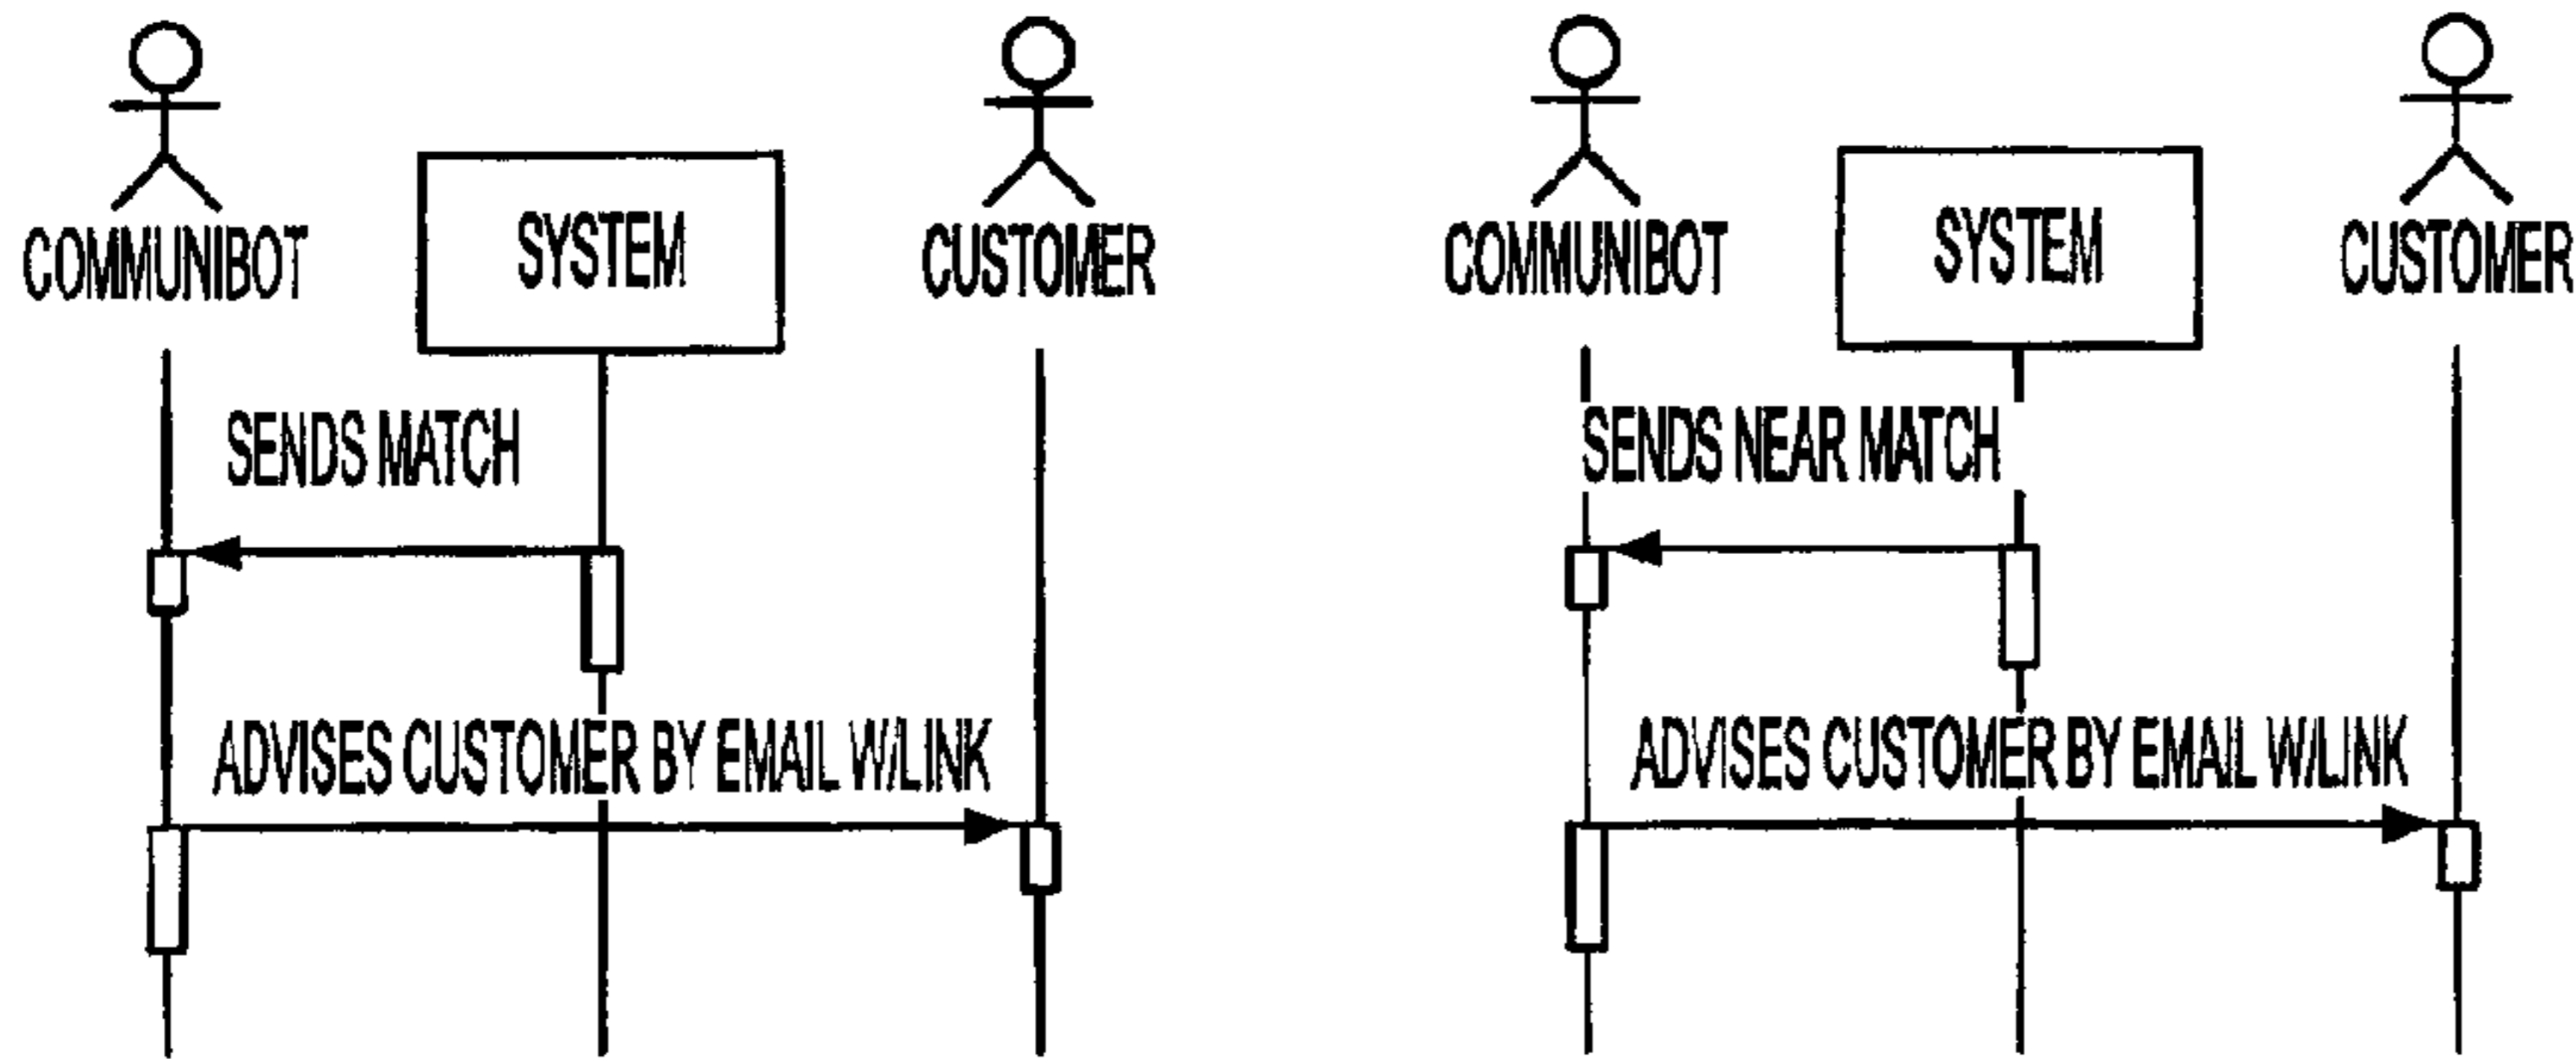 COMMUNIBOT
SYSTEM
CUSTOMER
SENDS MATCH
ADVISES CUSTOMER BY EMAIL W/LINK
COMMUNIBOT
SYSTEM
CUSTOMER
SENDS NEAR MATCH
ADVISES CUSTOMER BY EMAIL W/LINK